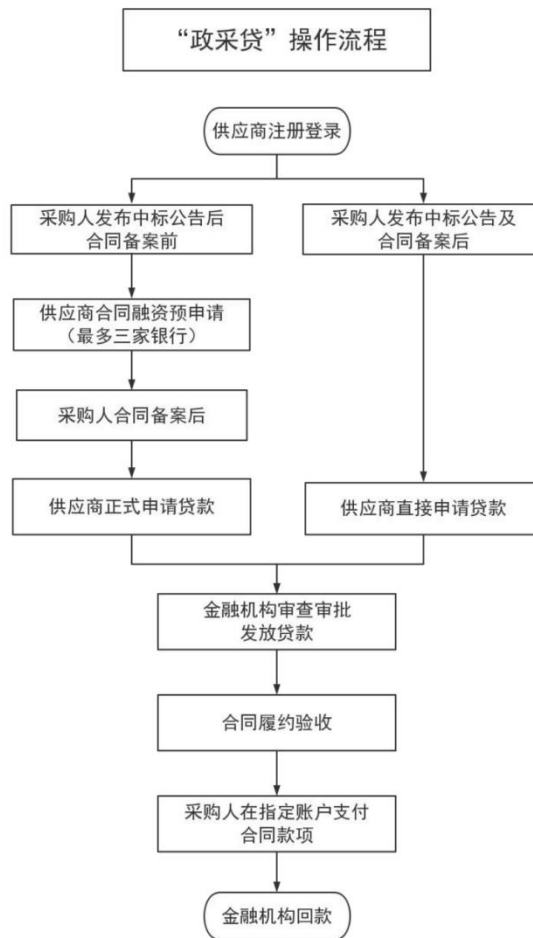 “政采贷”操作流程
供应商注册登录
采购人发布中标公告后
合同备案前
采购人发布中标公告及
合同备案后
供应商合同融资预申请
（最多三家银行）
采购人合同备案后
供应商正式申请贷款
供应商直接申请贷款
金融机构审查审批
发放贷款
合同履约验收
采购人在指定账户支付
合同款项
金融机构回款